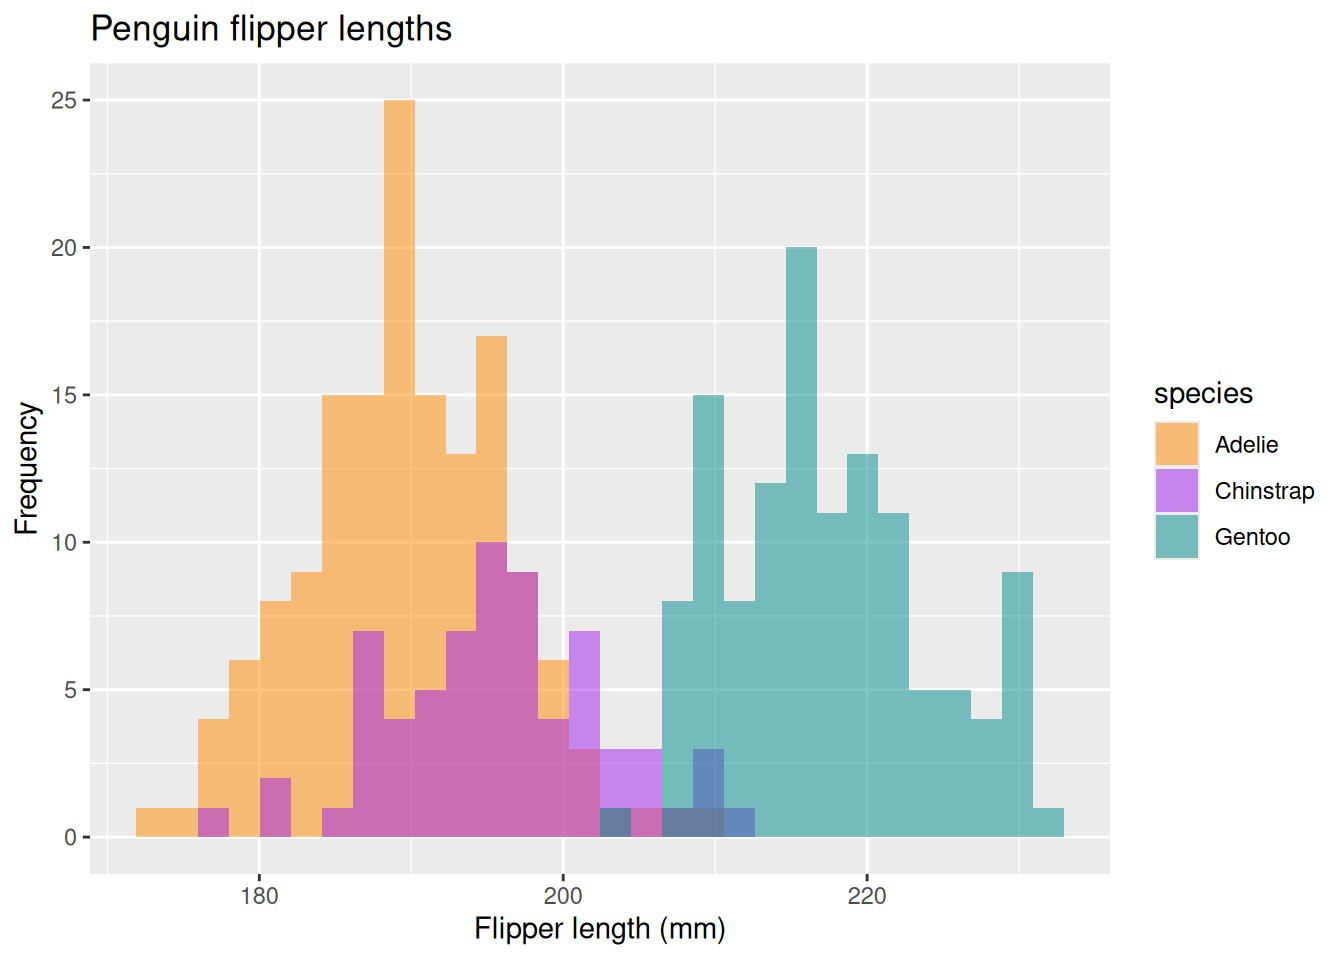 Penguin flipper lengths
Frequency
25
20
15
10
5
0
180 200 220
Flipper length (mm)
species
Adelie
Chinstrap
Gentoo